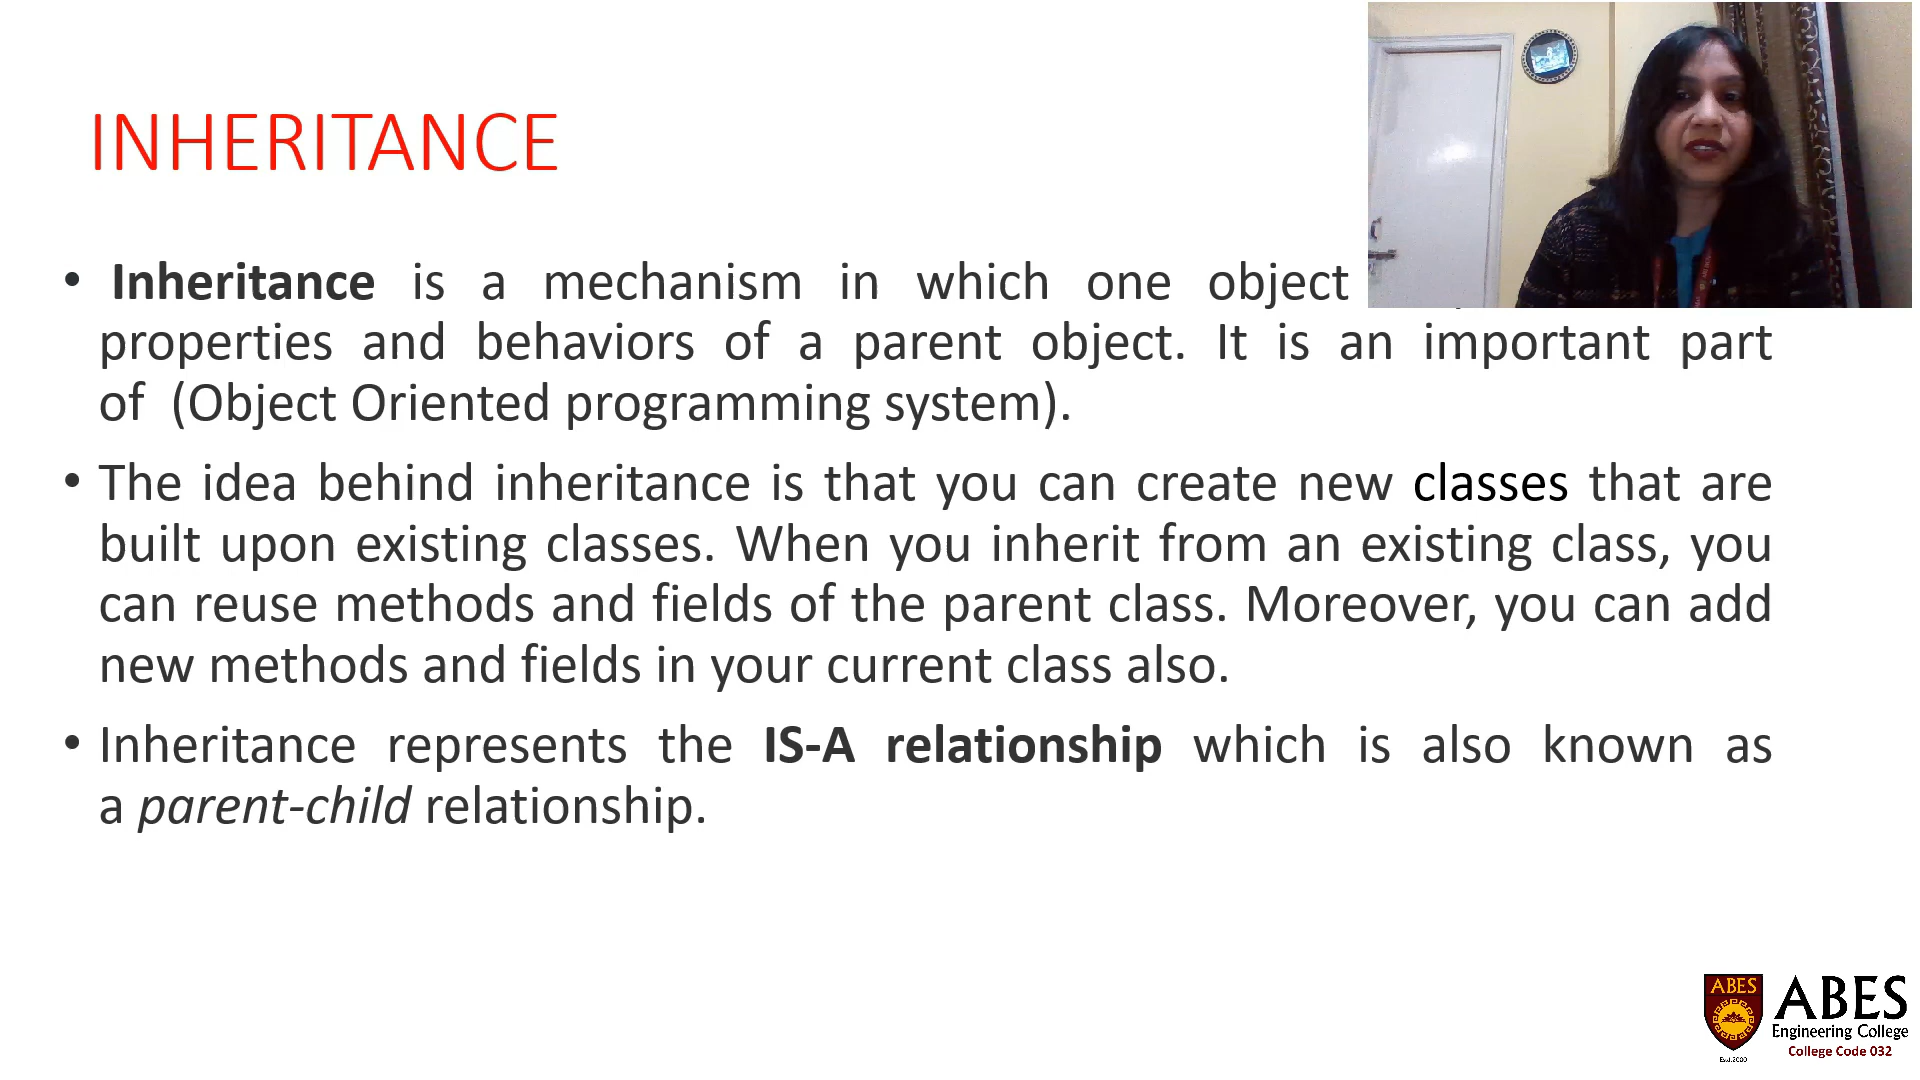 INHERITANCE
• Inheritance is a mechanism in which one object
properties and behaviors of a parent object. It is an important part
of (Object Oriented programming system).
• The idea behind inheritance is that you can create new classes that are
built upon existing classes. When you inherit from an existing class, you
can reuse methods and fields of the parent class. Moreover, you can add
new methods and fields in your current class also.
• Inheritance represents the IS-A relationship which is also known as
a parent-child relationship.
ABES
ABES
Engineering College
College Code 032
Estd.2000